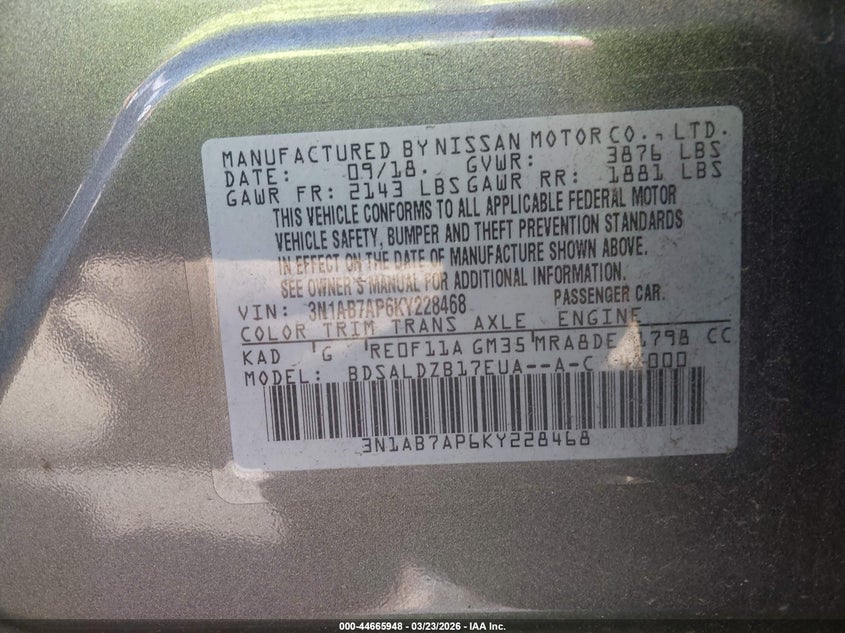 MANUFACTURED BY NISSAN MOTOR CO., LTD.
DATE: 09/18. GVWR: 3876 LBS
GAWR FR: 2143 LBS GAWR RR: 1881 LBS
THIS VEHICLE CONFORMS TO ALL APPLICABLE FEDERAL MOTOR
VEHICLE SAFETY, BUMPER AND THEFT PREVENTION STANDARDS
IN EFFECT ON THE DATE OF MANUFACTURE SHOWN ABOVE.
SEE OWNER'S MANUAL FOR ADDITIONAL INFORMATION.
VIN: 3N1AB7AP6KY228468 PASSENGER CAR.
COLOR TRIM TRANS AXLE ENGINE
KAD G RE0F11A GM35 MRA8DE 1798 CC
MODEL: BDSALDZB17EUA--A-C 000
3N1AB7AP6KY228468
000-44665948 - 03/23/2026 - IAA Inc.